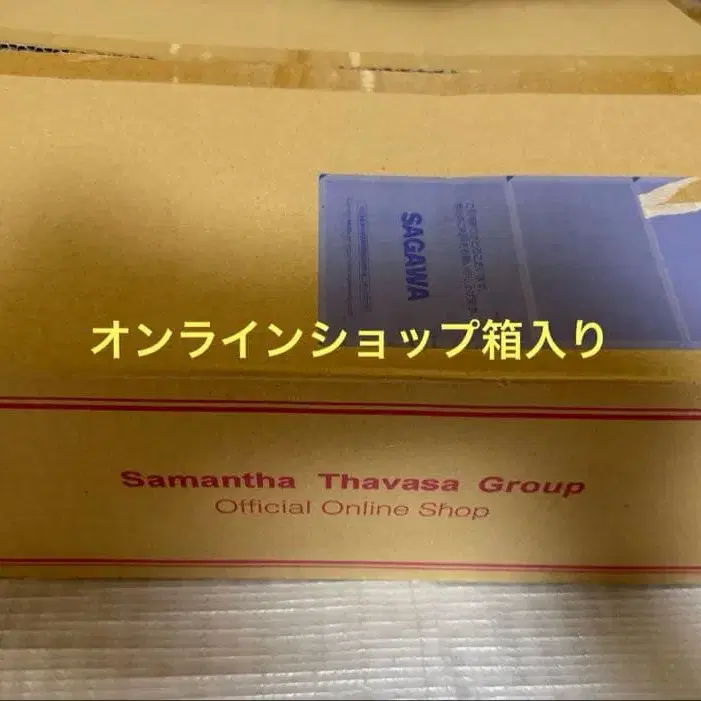 SAGAWA
オンラインショップ箱入り
Samantha Thavasa Group
Official Online Shop